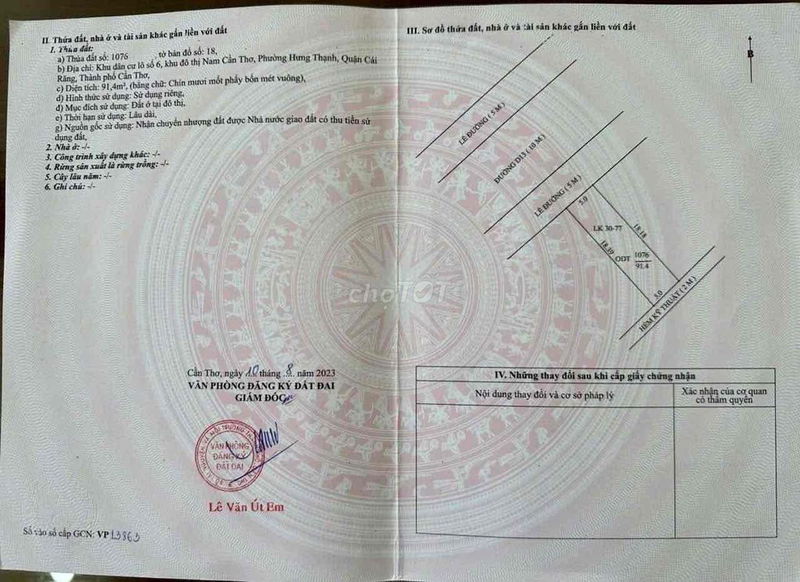 II. Thửa đất, nhà ở và tài sản khác gắn liền với đất
1. Thửa đất:
a) Thửa đất số: 1076 , tờ bản đồ số: 18,
b) Địa chỉ: Khu dân cư lô số 6, khu đô thị Nam Cần Thơ, Phường Hưng Thạnh, Quận Cái
Răng, Thành phố Cần Thơ,
c) Diện tích: 91,4m², (bằng chữ: Chín mươi mốt phẩy bốn mét vuông),
d) Hình thức sử dụng: Sử dụng riêng,
đ) Mục đích sử dụng: Đất ở tại đô thị,
e) Thời hạn sử dụng: Lâu dài,
g) Nguồn gốc sử dụng: Nhận chuyển nhượng đất được Nhà nước giao đất có thu tiền sử
dụng đất,
2. Nhà ở: -/-
3. Công trình xây dựng khác: -/-
4. Rừng sản xuất là rừng trồng: -/-
5. Cây lâu năm: -/-
6. Ghi chú: -/-
Cần Thơ, ngày 10 tháng 8 năm 2023
VĂN PHÒNG ĐĂNG KÝ ĐẤT ĐAI
GIÁM ĐỐC
VĂN PHÒNG
ĐĂNG KÝ
ĐẤT ĐAI
Lê Văn Út Em
Số vào sổ cấp GCN: VP 13863
III. Sơ đồ thửa đất, nhà ở và tài sản khác gắn liền với đất
B
LỀ ĐƯỜNG ( 5 M )
ĐƯỜNG D13 ( 10 M )
LỀ ĐƯỜNG ( 5 M )
5.0
LK 30-77
18.18
18.39
ODT 1076
91.4
5.0
HẺM KỸ THUẬT ( 2 M )
choTỐT
IV. Những thay đổi sau khi cấp giấy chứng nhận
Nội dung thay đổi và cơ sở pháp lý
Xác nhận của cơ quan
có thẩm quyền